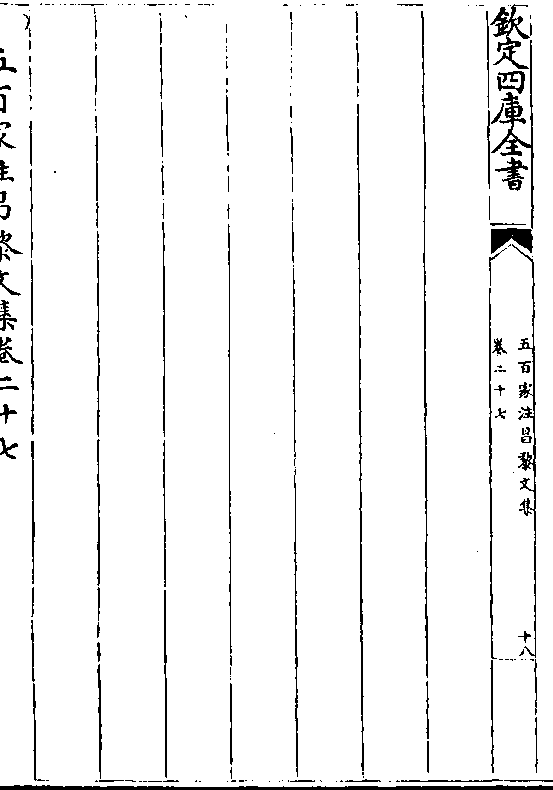 欽定四庫全書
五百家注昌黎文集
卷二十七
十八
五百家注昌黎文集卷二十七